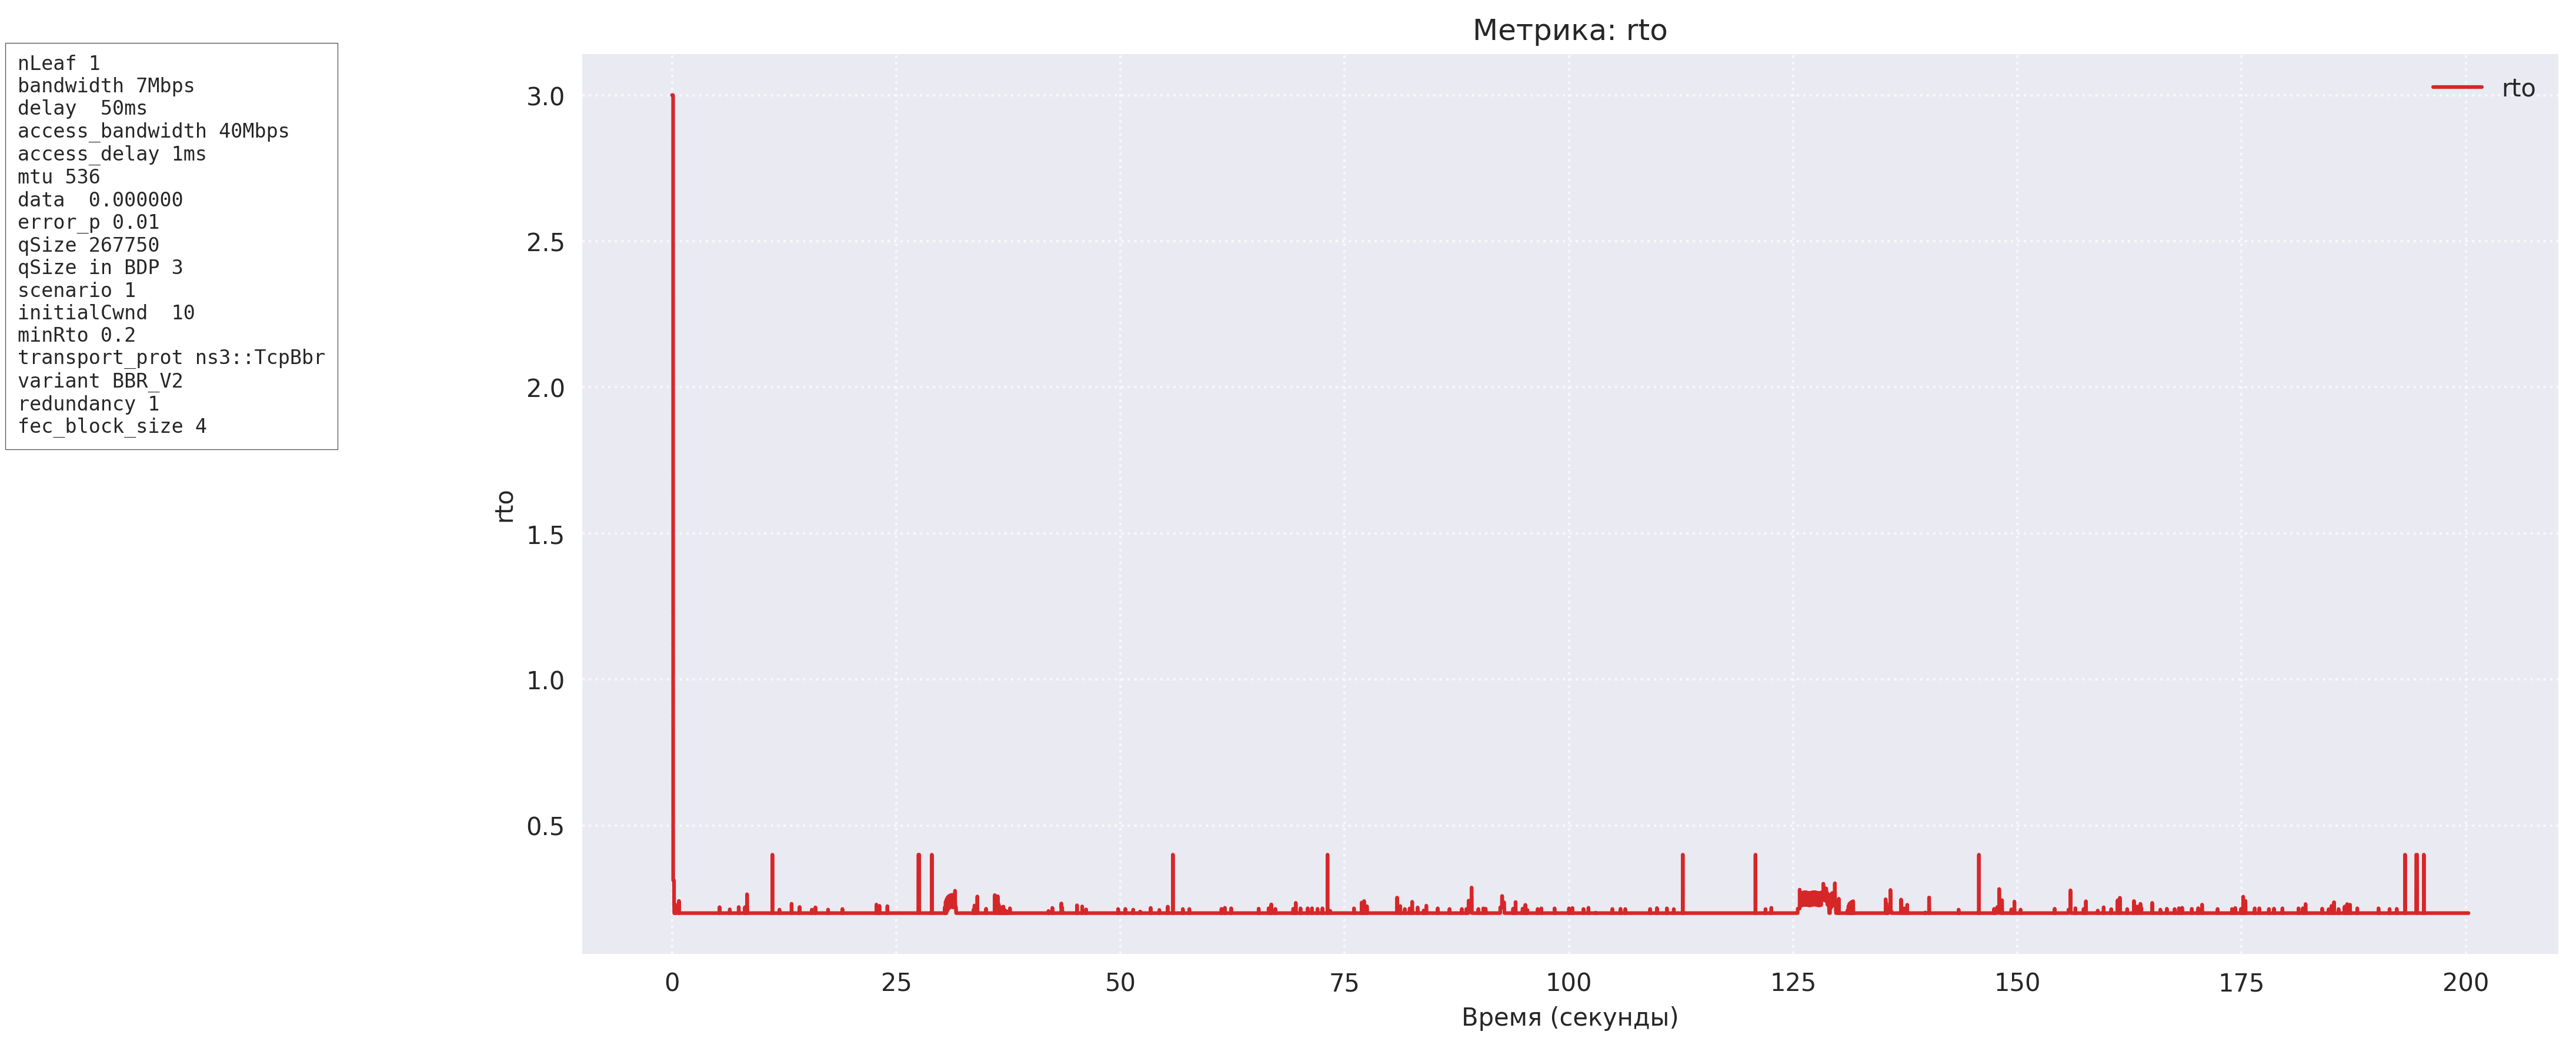 Метрика: rto
nLeaf 1
bandwidth 7Mbps
delay  50ms
access_bandwidth 40Mbps
access_delay 1ms
mtu 536
data  0.000000
error_p 0.01
qSize 267750
qSize in BDP 3
scenario 1
initialCwnd  10
minRto 0.2
transport_prot ns3::TcpBbr
variant BBR_V2
redundancy 1
fec_block_size 4
rto
3.0
2.5
2.0
1.5
1.0
0.5
rto
0 25 50 75 100 125 150 175 200
Время (секунды)